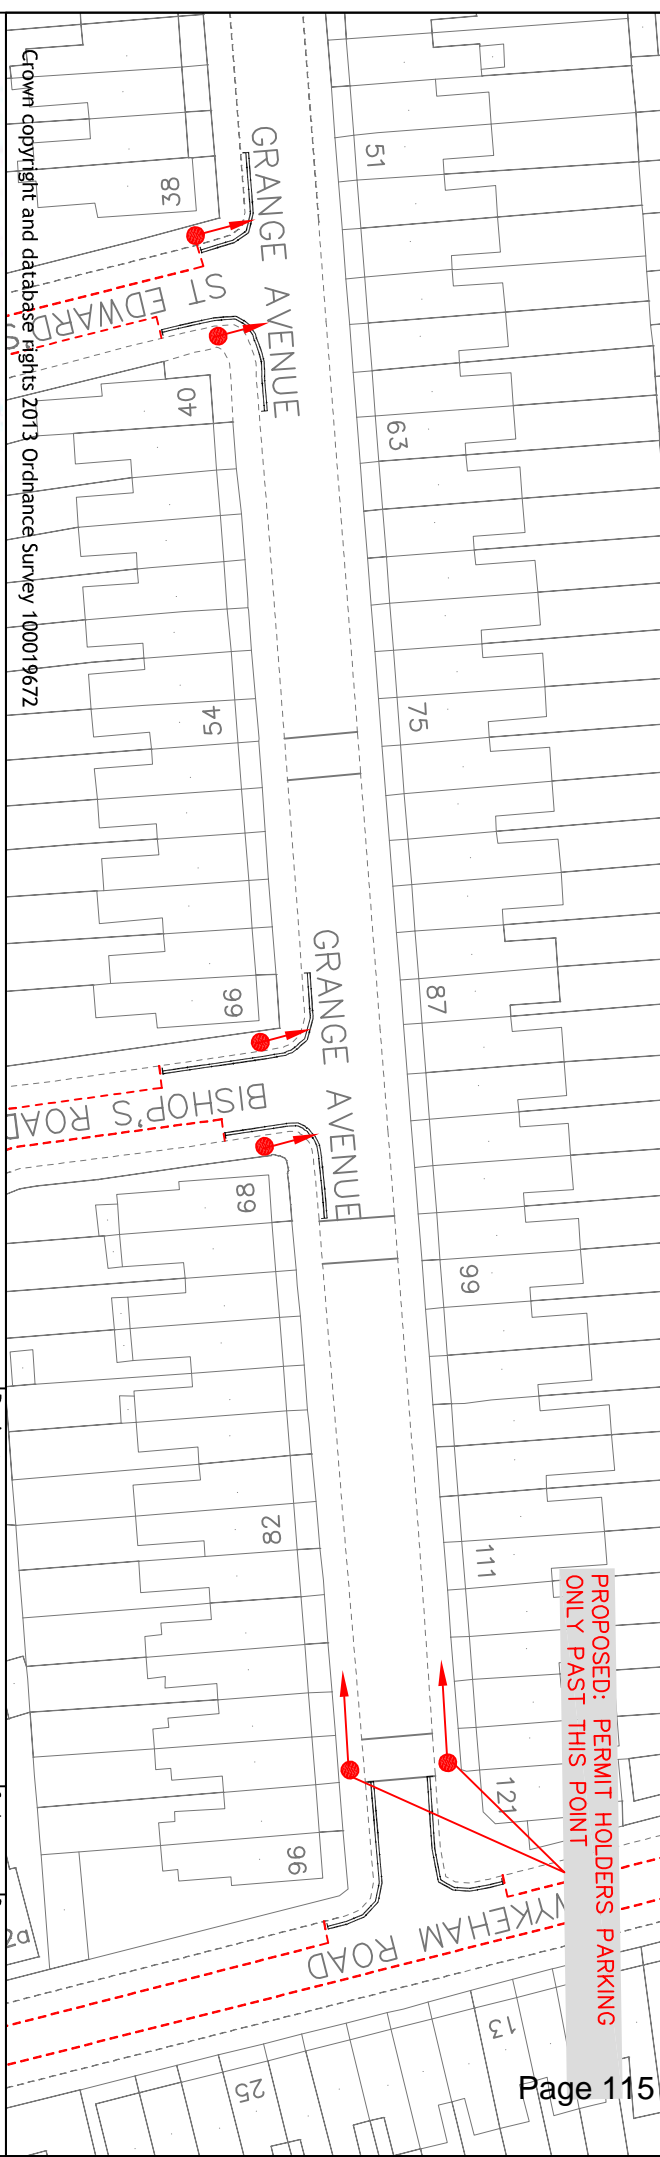 Crown copyright and database rights 2013 Ordnance Survey 100019672
GRANGE AVENUE
ST EDWARD
GRANGE AVENUE
BISHOP'S ROAD
WYKEHAM ROAD
PROPOSED: PERMIT HOLDERS PARKING
ONLY PAST THIS POINT
51
63
75
87
99
111
121
38
40
54
66
68
82
96
2a
13
25
Page 115